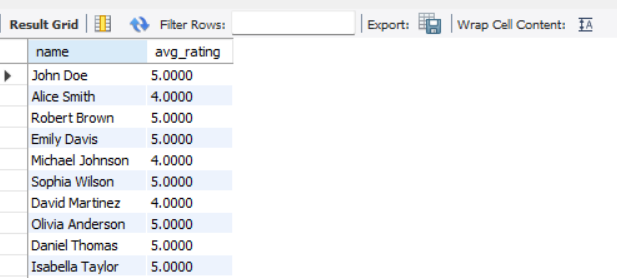 Result Grid Filter Rows: Export: Wrap Cell Content: IA
name avg_rating
John Doe 5.0000
Alice Smith 4.0000
Robert Brown 5.0000
Emily Davis 5.0000
Michael Johnson 4.0000
Sophia Wilson 5.0000
David Martinez 4.0000
Olivia Anderson 5.0000
Daniel Thomas 5.0000
Isabella Taylor 5.0000